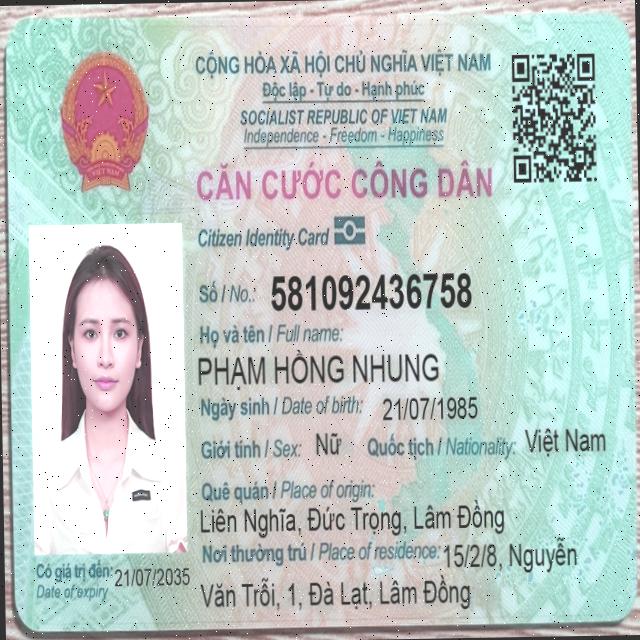 CỘNG HÒA XÃ HỘI CHỦ NGHĨA VIỆT NAM
Độc lập - Tự do - Hạnh phúc
SOCIALIST REPUBLIC OF VIET NAM
Independence - Freedom - Happiness
CĂN CƯỚC CÔNG DÂN
Citizen Identity Card
Số / No.: 581092436758
Họ và tên / Full name:
PHẠM HỒNG NHUNG
Ngày sinh / Date of birth: 21/07/1985
Giới tính / Sex: Nữ Quốc tịch / Nationality: Việt Nam
Quê quán / Place of origin:
Liên Nghĩa, Đức Trọng, Lâm Đồng
Nơi thường trú / Place of residence: 15/2/8, Nguyễn
Văn Trỗi, 1, Đà Lạt, Lâm Đồng
Có giá trị đến: 21/07/2035
Date of expiry
VIỆT NAM